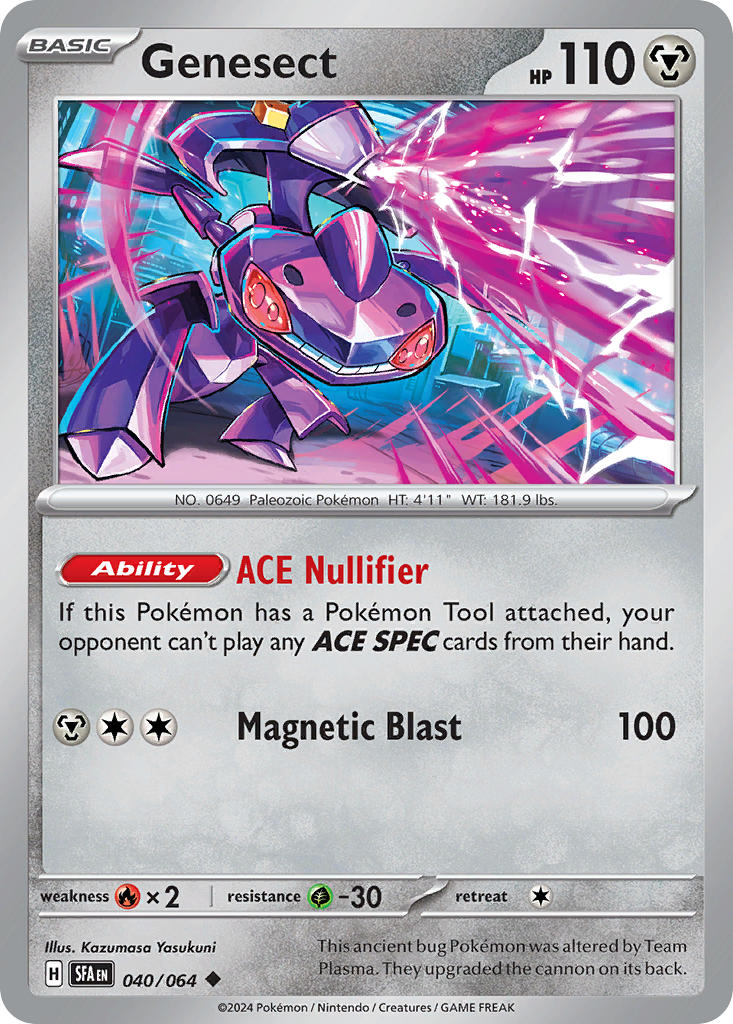 BASIC
Genesect
HP 110
NO. 0649 Paleozoic Pokémon HT: 4'11" WT: 181.9 lbs.
Ability ACE Nullifier
If this Pokémon has a Pokémon Tool attached, your
opponent can't play any ACE SPEC cards from their hand.
Magnetic Blast 100
weakness ×2 resistance -30 retreat
Illus. Kazumasa Yasukuni
This ancient bug Pokémon was altered by Team
Plasma. They upgraded the cannon on its back.
H SFA EN 040/064
©2024 Pokémon / Nintendo / Creatures / GAME FREAK